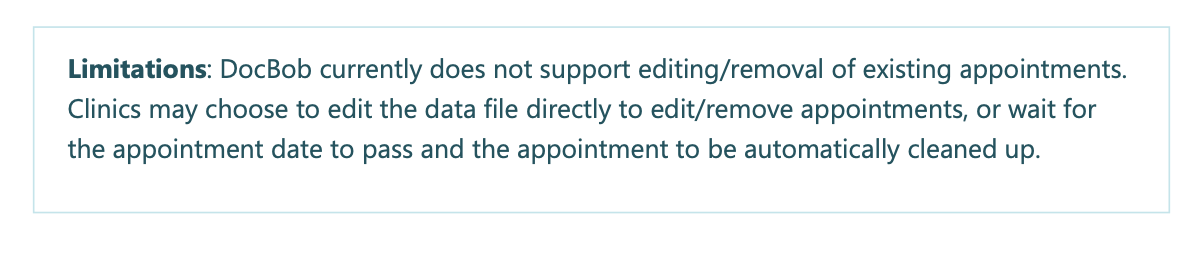 Limitations: DocBob currently does not support editing/removal of existing appointments.
Clinics may choose to edit the data file directly to edit/remove appointments, or wait for
the appointment date to pass and the appointment to be automatically cleaned up.